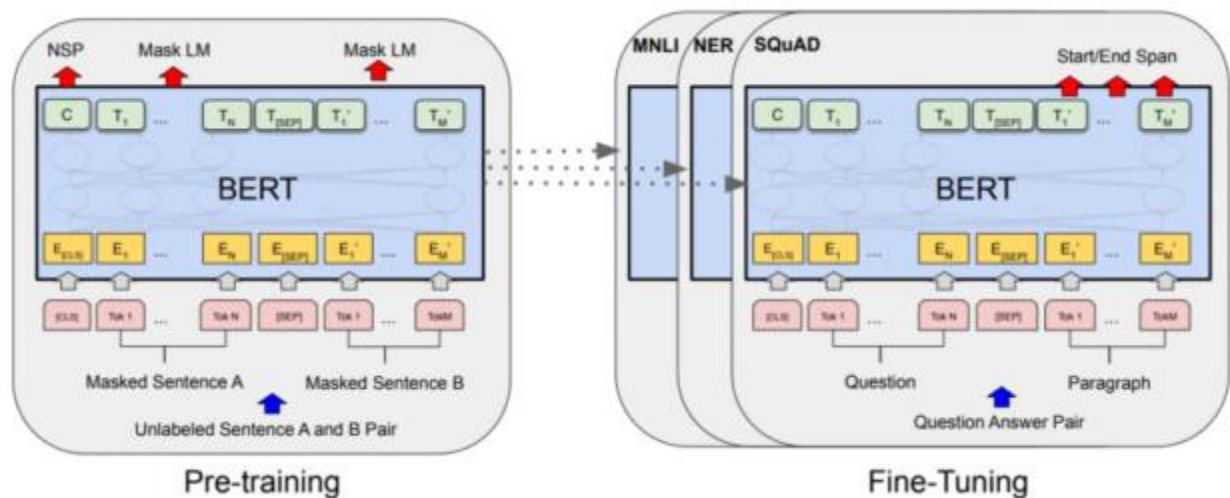 NSP Mask LM Mask LM
C T1 ... TN T[SEP] T1' ... TM'
BERT
E[CLS] E1 ... EN E[SEP] E1' ... EM'
[CLS] Tok 1 ... Tok N [SEP] Tok 1 ... TokM
Masked Sentence A Masked Sentence B
Unlabeled Sentence A and B Pair
Pre-training
MNLI NER SQuAD
Start/End Span
C T1 ... TN T[SEP] T1' ... TM'
BERT
E[CLS] E1 ... EN E[SEP] E1' ... EM'
[CLS] Tok 1 ... Tok N [SEP] Tok 1 ... TokM
Question Paragraph
Question Answer Pair
Fine-Tuning